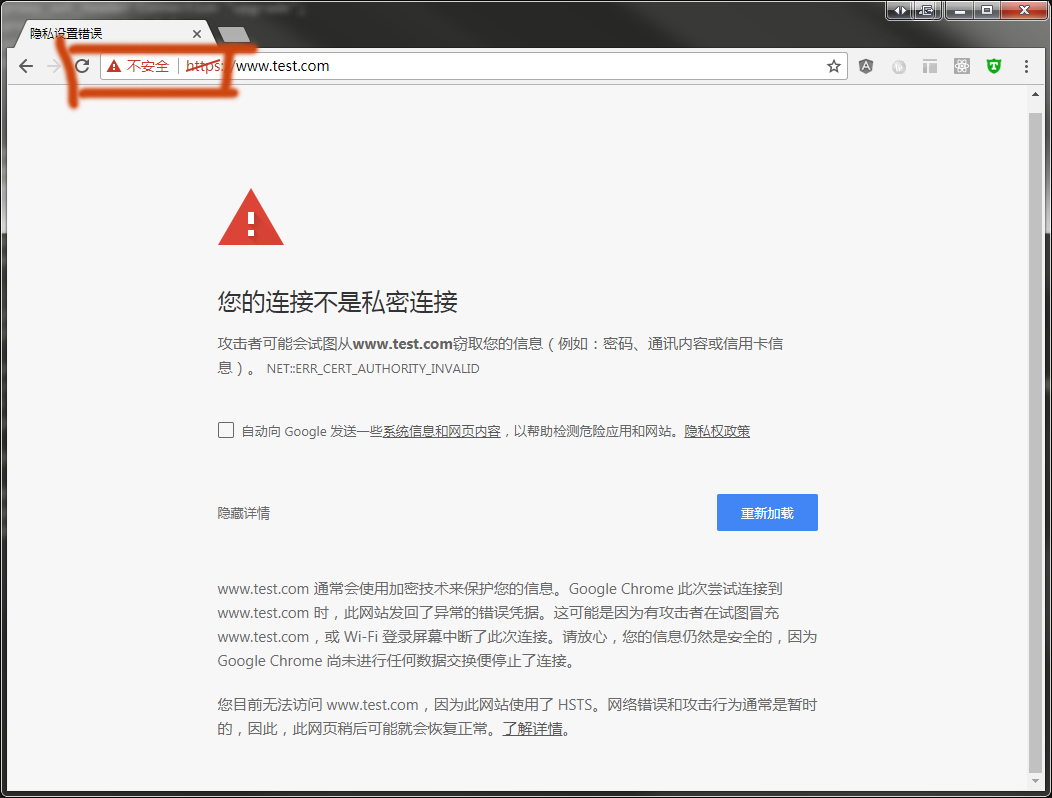 隐私设置错误
不安全 https://www.test.com
您的连接不是私密连接
攻击者可能会试图从www.test.com窃取您的信息（例如：密码、通讯内容或信用卡信
息）。 NET::ERR_CERT_AUTHORITY_INVALID
自动向 Google 发送一些系统信息和网页内容，以帮助检测危险应用和网站。隐私权政策
隐藏详情
重新加载
www.test.com 通常会使用加密技术来保护您的信息。Google Chrome 此次尝试连接到
www.test.com 时，此网站发回了异常的错误凭据。这可能是因为有攻击者在试图冒充
www.test.com，或 Wi-Fi 登录屏幕中断了此次连接。请放心，您的信息仍然是安全的，因为
Google Chrome 尚未进行任何数据交换便停止了连接。
您目前无法访问 www.test.com，因为此网站使用了 HSTS。网络错误和攻击行为通常是暂时
的，因此，此网页稍后可能就会恢复正常。了解详情。